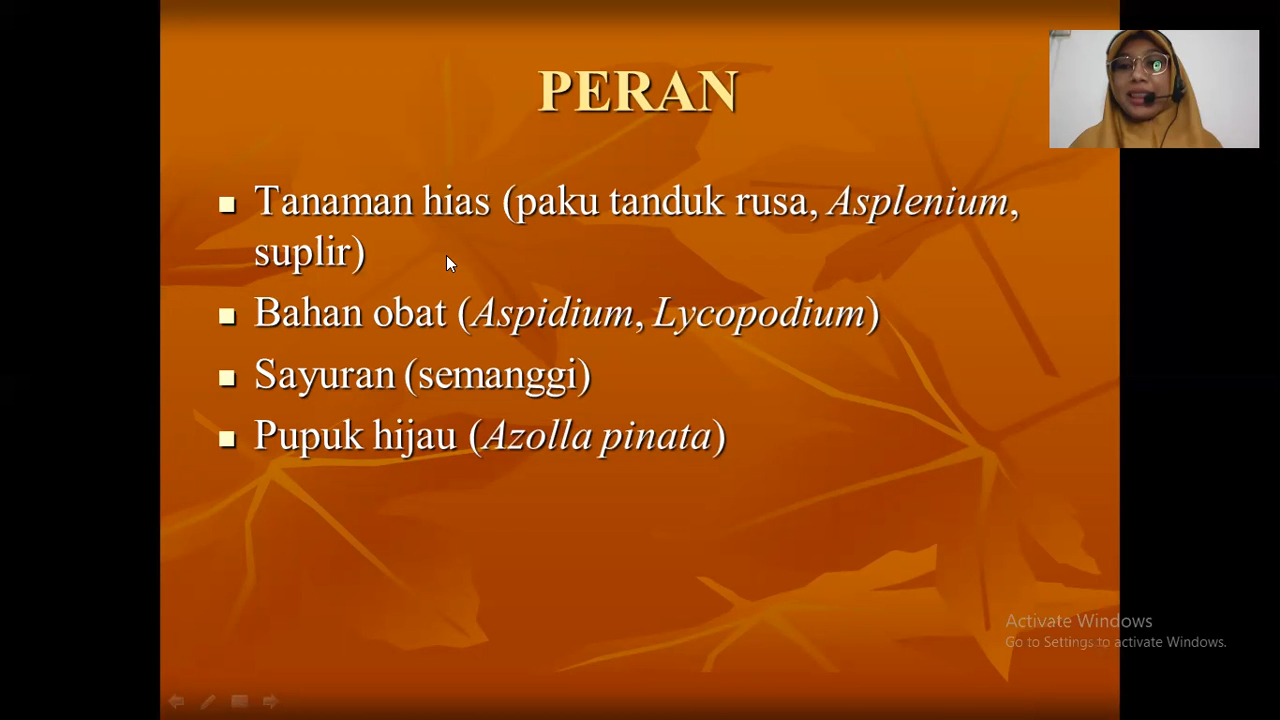 PERAN
Tanaman hias (paku tanduk rusa, Asplenium,
suplir)
Bahan obat (Aspidium, Lycopodium)
Sayuran (semanggi)
Pupuk hijau (Azolla pinata)
Activate Windows
Go to Settings to activate Windows.